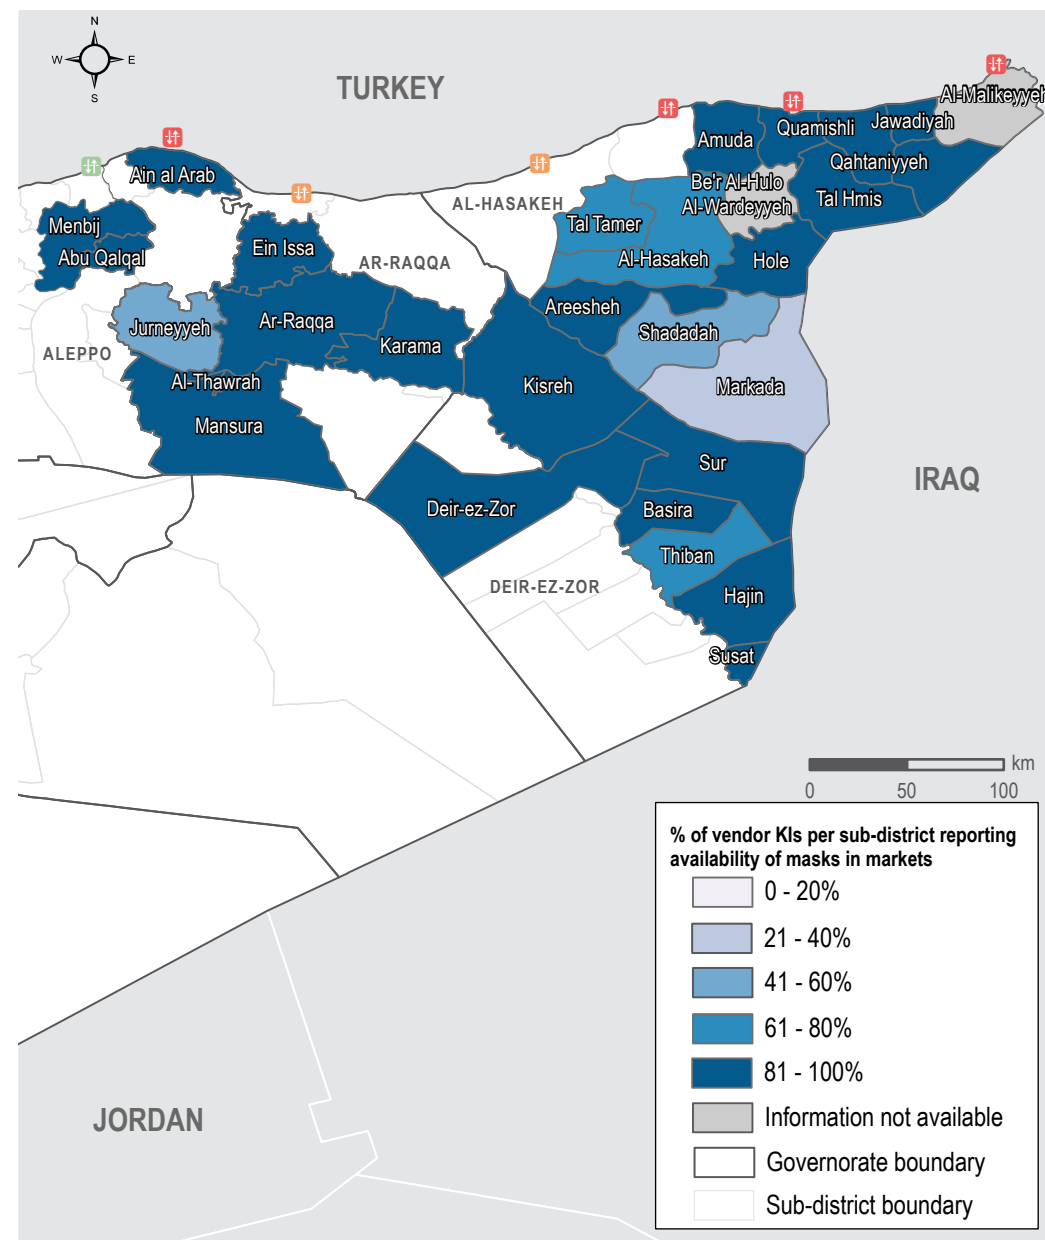 N
W
E
S
TURKEY
Al-Malikeyyeh
Amuda
Quamishli
Jawadiyah
Qahtaniyyeh
Ain al Arab
Be'r Al-Hulo
Al-Wardeyyeh
Tal Hmis
AL-HASAKEH
Tal Tamer
Menbij
Abu Qalqal
Ein Issa
AR-RAQQA
Al-Hasakeh
Hole
Areesheh
Jurneyyeh
Ar-Raqqa
Shadadah
ALEPPO
Karama
Al-Thawrah
Kisreh
Markada
Mansura
Sur
IRAQ
Deir-ez-Zor
Basira
Thiban
DEIR-EZ-ZOR
Hajin
Susat
km
0
50
100
% of vendor KIs per sub-district reporting
availability of masks in markets
0 - 20%
21 - 40%
41 - 60%
61 - 80%
81 - 100%
Information not available
Governorate boundary
Sub-district boundary
JORDAN